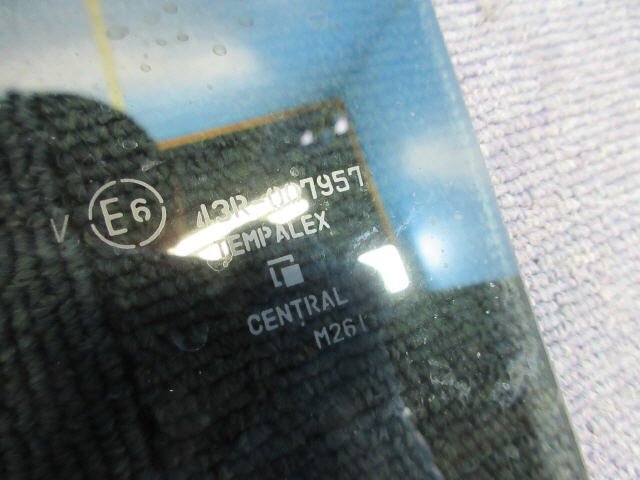 V E6 43R-007957
TEMPALEX
CENTRAL
M261